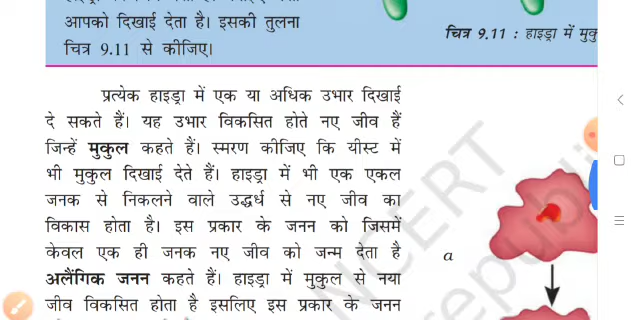 आपको दिखाई देता है। इसकी तुलना
चित्र 9.11 से कीजिए।
चित्र 9.11 : हाइड्रा में
प्रत्येक हाइड्रा में एक या अधिक उभार दिखाई
दे सकते हैं। यह उभार विकसित होते नए जीव हैं
जिन्हें मुकुल कहते हैं। स्मरण कीजिए कि यीस्ट में
भी मुकुल दिखाई देते हैं। हाइड्रा में भी एक एकल
जनक से निकलने वाले उद्धर्ध से नए जीव का
विकास होता है। इस प्रकार के जनन को जिसमें
केवल एक ही जनक नए जीव को जन्म देता है
अलैंगिक जनन कहते हैं। हाइड्रा में मुकुल से नया
जीव विकसित होता है इसलिए इस प्रकार के जनन
a
NCERT
republi